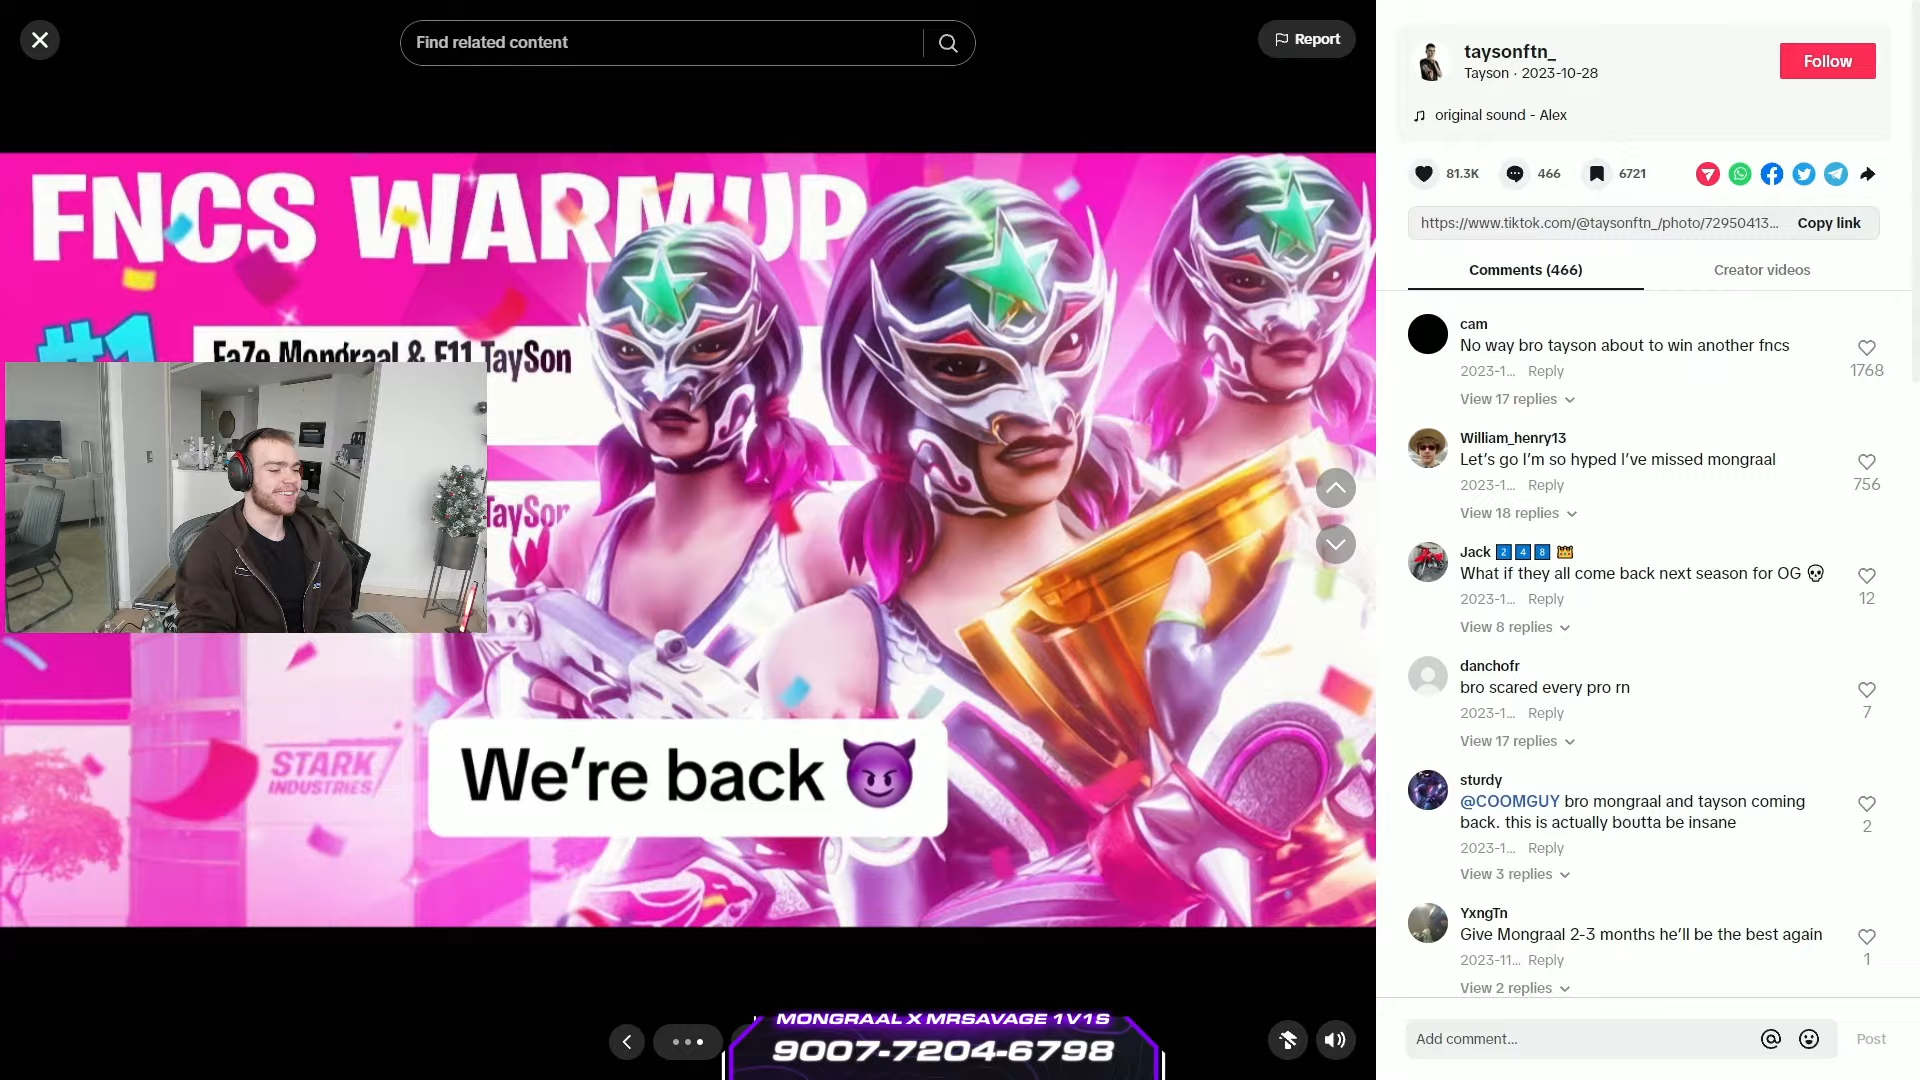 Find related content
Report
FNCS WARMUP
#1
FaZe Mongraal & F11 TaySon
TaySon
STARK
INDUSTRIES
We're back 😈
MONGRAAL X MRSAVAGE 1V1S
9007-7204-6798
taysonftn_
Tayson · 2023-10-28
Follow
original sound - Alex
81.3K
466
6721
https://www.tiktok.com/@taysonftn_/photo/72950413...
Copy link
Comments (466)
Creator videos
cam
No way bro tayson about to win another fncs
2023-1... Reply
1768
View 17 replies
William_henry13
Let's go I'm so hyped I've missed mongraal
2023-1... Reply
756
View 18 replies
Jack 2 4 8
What if they all come back next season for OG 💀
2023-1... Reply
12
View 8 replies
danchofr
bro scared every pro rn
2023-1... Reply
7
View 17 replies
sturdy
@COOMGUY bro mongraal and tayson coming
back. this is actually boutta be insane
2023-1... Reply
2
View 3 replies
YxngTn
Give Mongraal 2-3 months he'll be the best again
2023-11... Reply
1
View 2 replies
Add comment...
Post